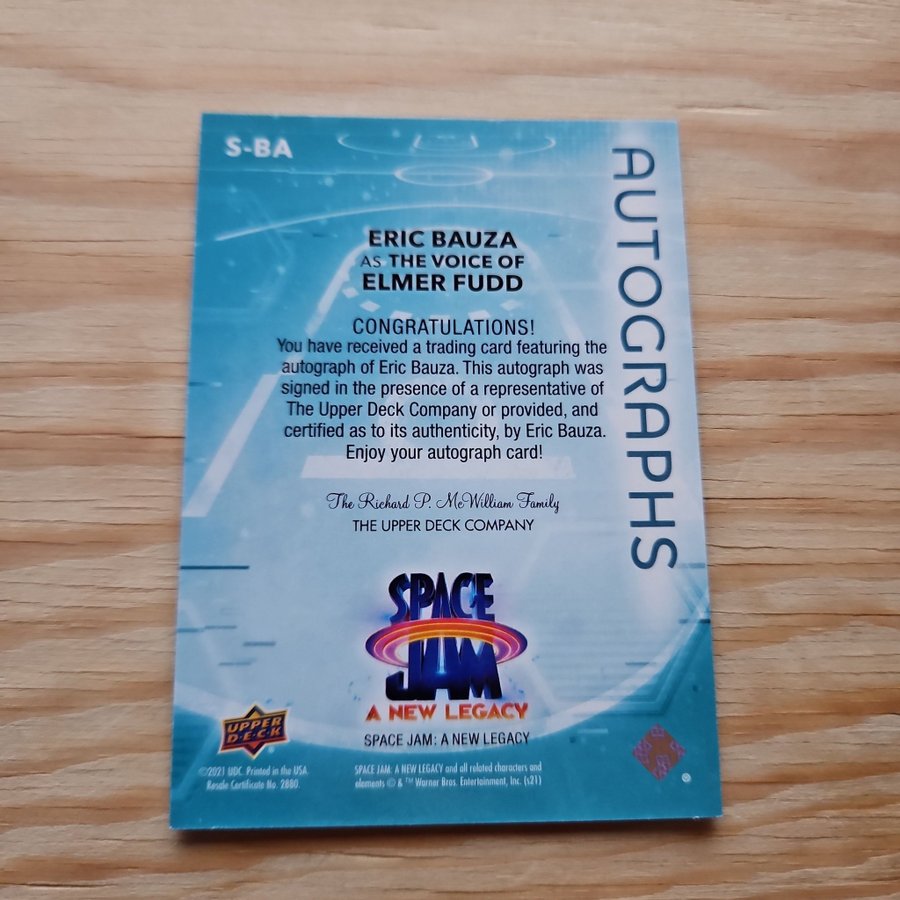 S-BA
AUTOGRAPHS
ERIC BAUZA
AS THE VOICE OF
ELMER FUDD
CONGRATULATIONS!
You have received a trading card featuring the
autograph of Eric Bauza. This autograph was
signed in the presence of a representative of
The Upper Deck Company or provided, and
certified as to its authenticity, by Eric Bauza.
Enjoy your autograph card!
The Richard P. McWilliam Family
THE UPPER DECK COMPANY
SPACE
JAM
A NEW LEGACY
SPACE JAM: A NEW LEGACY
UPPER
D·E·C·K
©2021 UDC. Printed in the USA
Resale Certificate No. 2880.
SPACE JAM: A NEW LEGACY and all related characters and
elements © & ™ Warner Bros. Entertainment, Inc. (s21)
®